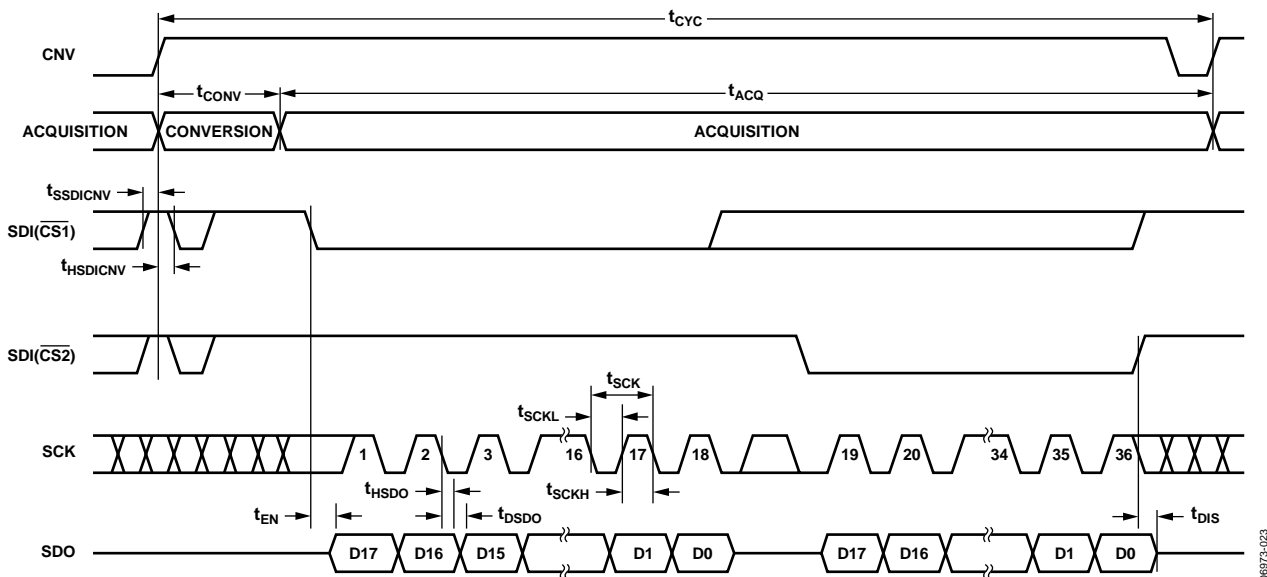 tCYC
CNV
tCONV
tACQ
ACQUISITION CONVERSION ACQUISITION
tSSDICNV
SDI(CS1)
tHSDICNV
SDI(CS2)
tSCK
tSCKL
SCK 1 2 3 16 17 18 19 20 34 35 36
tHSDO
tSCKH
tEN
tDSDO
tDIS
SDO D17 D16 D15 D1 D0 D17 D16 D1 D0
06973-023